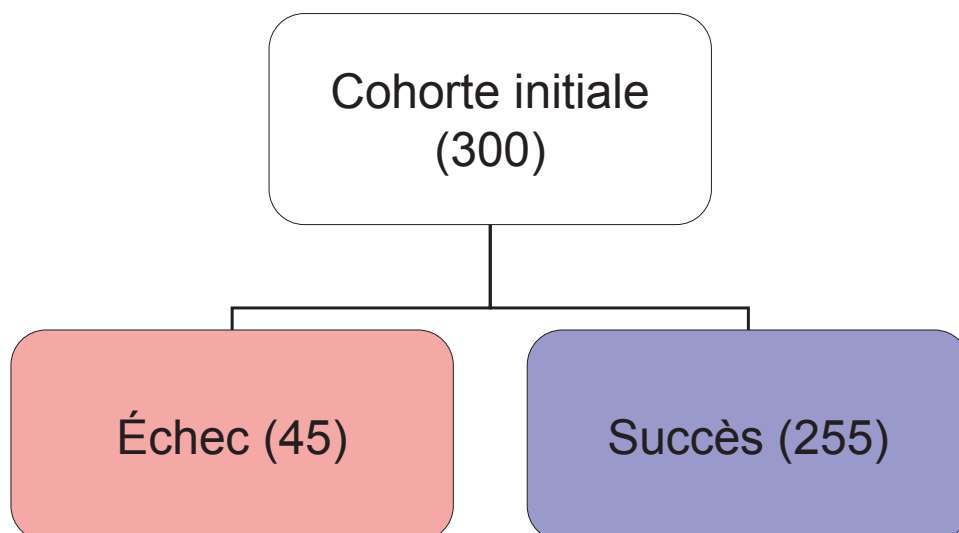 Cohorte initiale
(300)
Échec (45)
Succès (255)